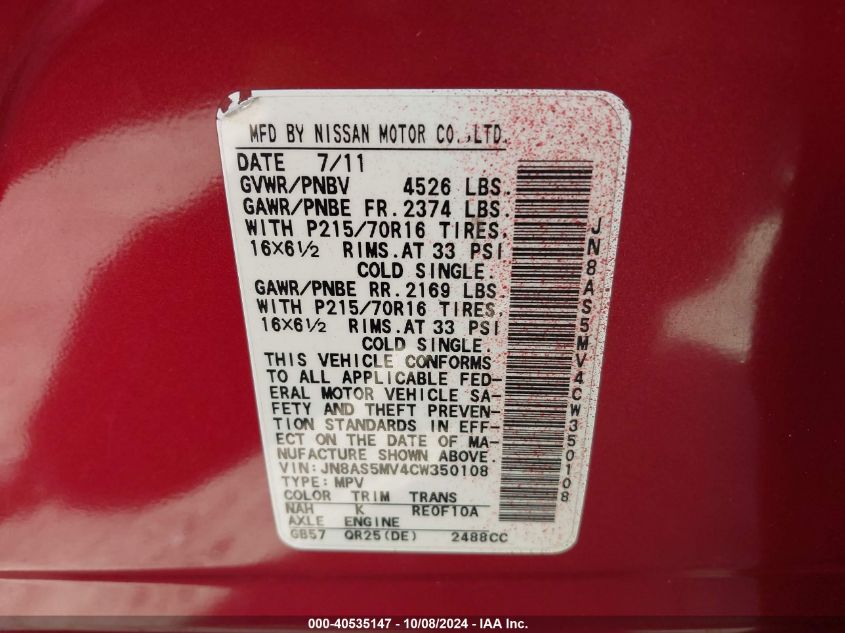 MFD BY NISSAN MOTOR CO.,LTD.
DATE 7/11
GVWR/PNBV 4526 LBS.
GAWR/PNBE FR.2374 LBS.
WITH P215/70R16 TIRES.
16X6½ RIMS.AT 33 PSI
COLD SINGLE.
GAWR/PNBE RR.2169 LBS.
WITH P215/70R16 TIRES.
16X6½ RIMS.AT 33 PSI
COLD SINGLE.
THIS VEHICLE CONFORMS
TO ALL APPLICABLE FED-
ERAL MOTOR VEHICLE SA-
FETY AND THEFT PREVEN-
TION STANDARDS IN EFF-
ECT ON THE DATE OF MA-
NUFACTURE SHOWN ABOVE.
VIN:JN8AS5MV4CW350108
TYPE:MPV
COLOR TRIM TRANS
NAH K RE0F10A
AXLE ENGINE
GB57 QR25(DE) 2488CC
JN8AS5MV4CW350108
000-40535147 - 10/08/2024 - IAA Inc.